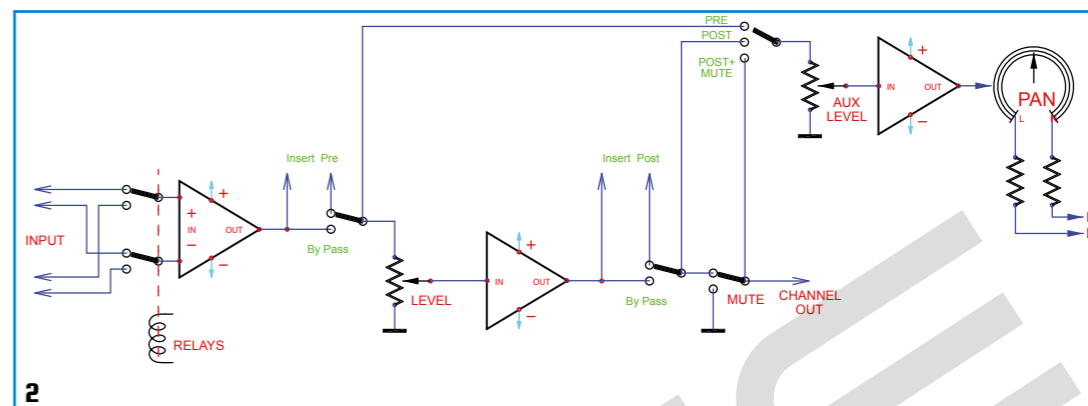 PRE
POST
POST+
MUTE
+
IN
OUT
−
AUX
LEVEL
PAN
L
Insert Pre
Insert Post
+
+
IN
−
OUT
−
INPUT
By Pass
+
IN
OUT
−
LEVEL
By Pass
MUTE
CHANNEL
OUT
RELAYS
2